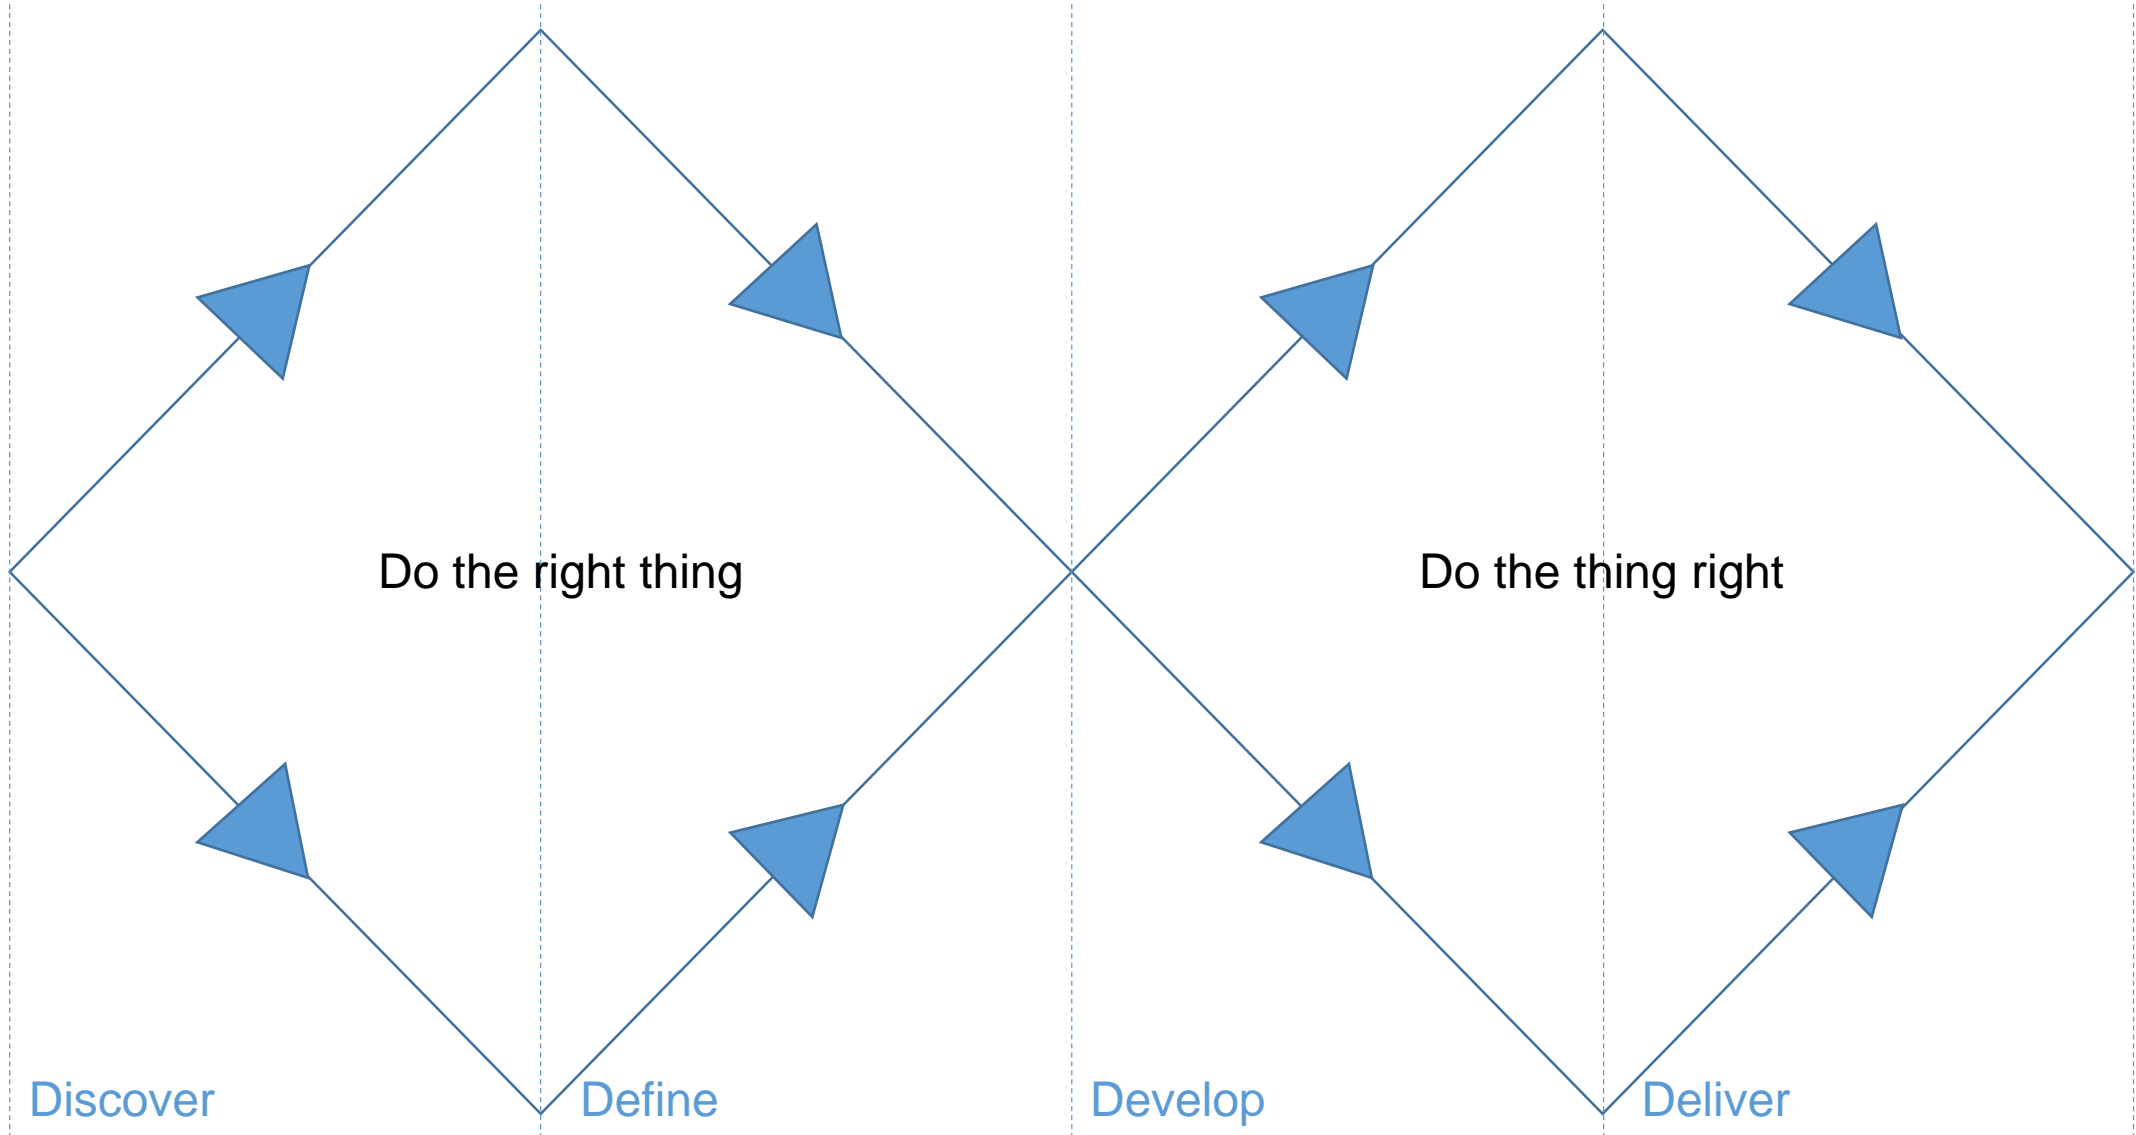 Do the right thing
Do the thing right
Discover
Define
Develop
Deliver